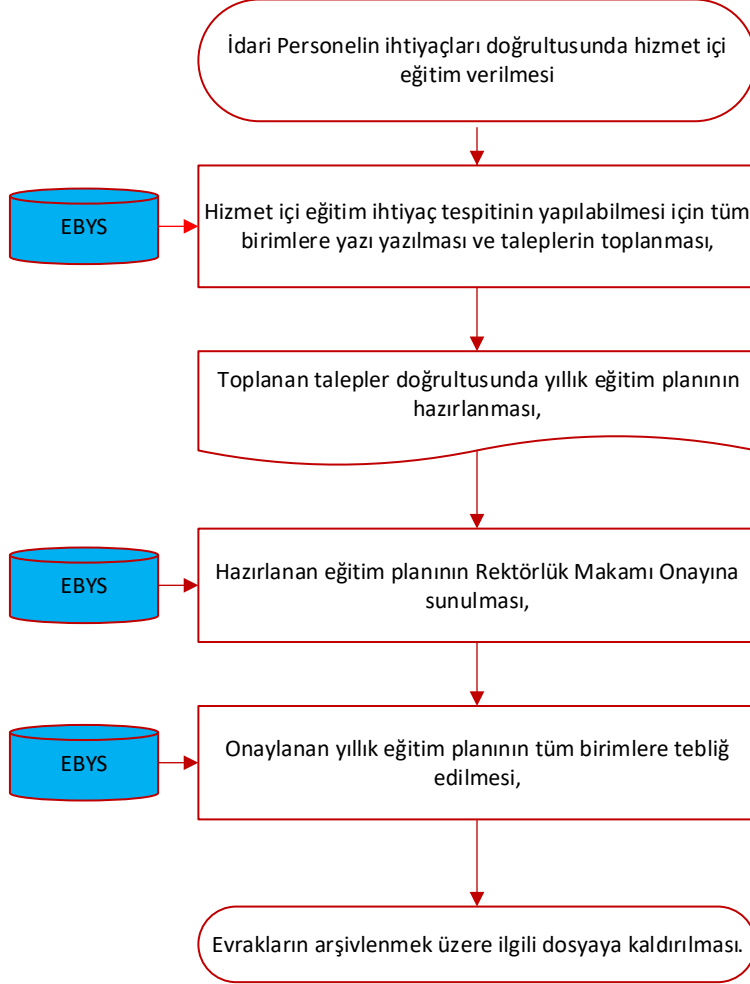 İdari Personelin ihtiyaçları doğrultusunda hizmet içi
eğitim verilmesi
EBYS
Hizmet içi eğitim ihtiyaç tespitinin yapılabilmesi için tüm
birimlere yazı yazılması ve taleplerin toplanması,
Toplanan talepler doğrultusunda yıllık eğitim planının
hazırlanması,
EBYS
Hazırlanan eğitim planının Rektörlük Makamı Onayına
sunulması,
EBYS
Onaylanan yıllık eğitim planının tüm birimlere tebliğ
edilmesi,
Evrakların arşivlenmek üzere ilgili dosyaya kaldırılması.